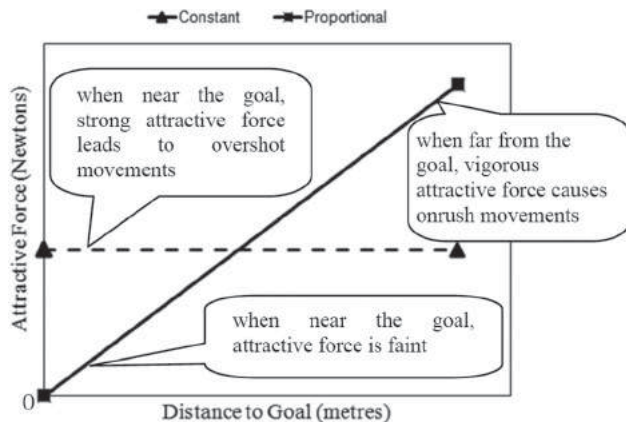 Constant Proportional
when near the goal,
strong attractive force
leads to overshot
movements
when far from the
goal, vigorous
attractive force causes
onrush movements
when near the goal,
attractive force is faint
Attractive Force (Newtons)
0
Distance to Goal (metres)